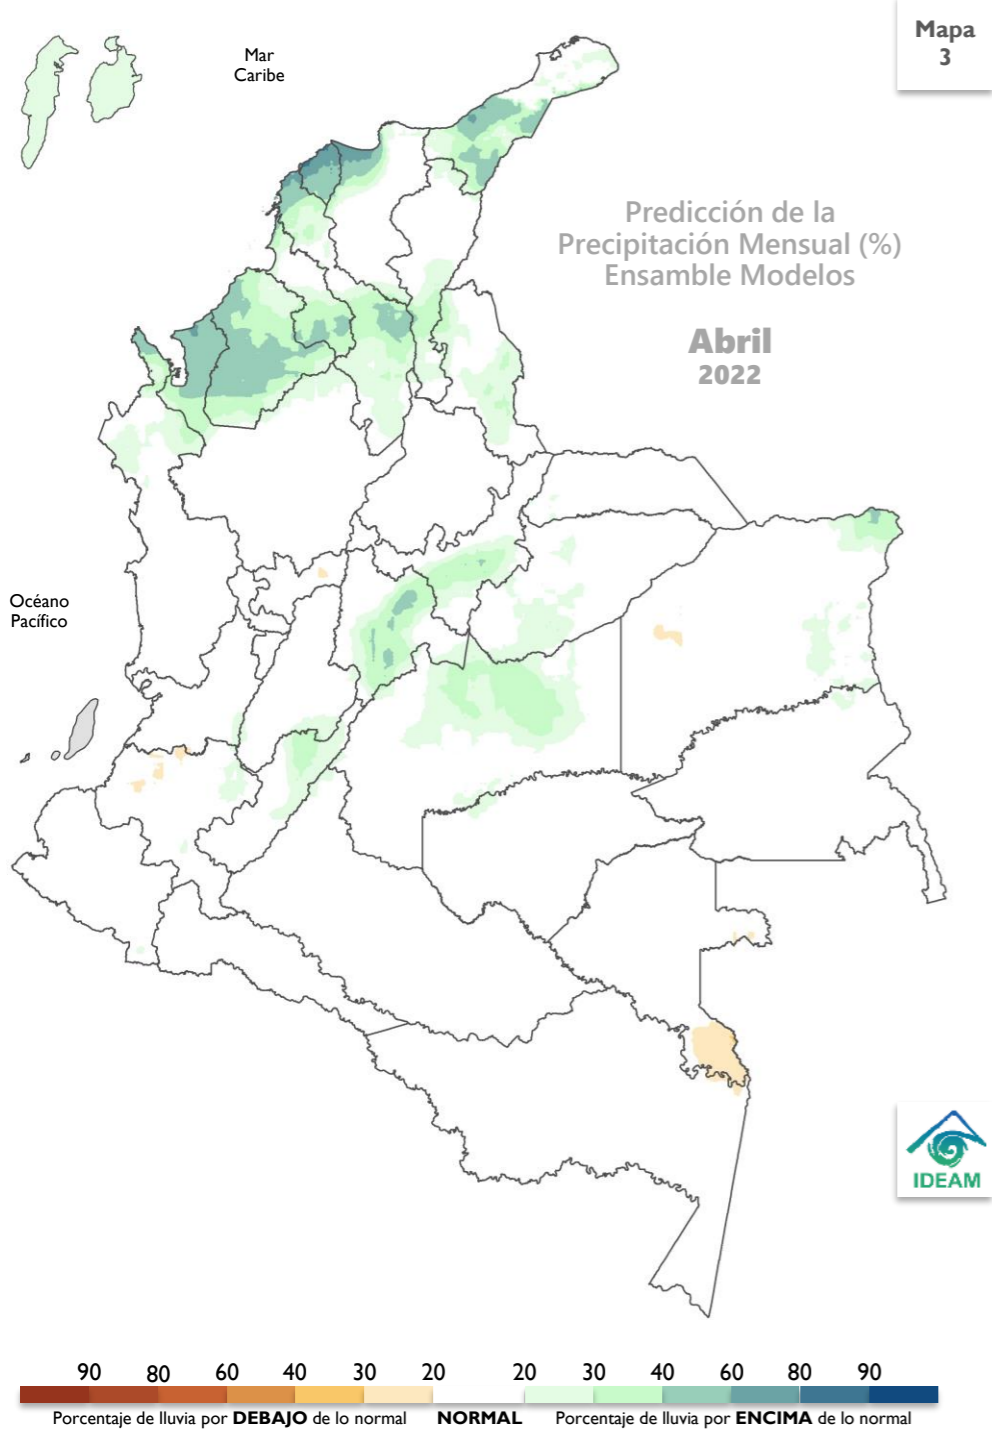 Mapa
3
Mar
Caribe
Predicción de la
Precipitación Mensual (%)
Ensamble Modelos
Abril
2022
Océano
Pacífico
IDEAM
90 80 60 40 30 20 20 30 40 60 80 90
Porcentaje de lluvia por DEBAJO de lo normal NORMAL Porcentaje de lluvia por ENCIMA de lo normal